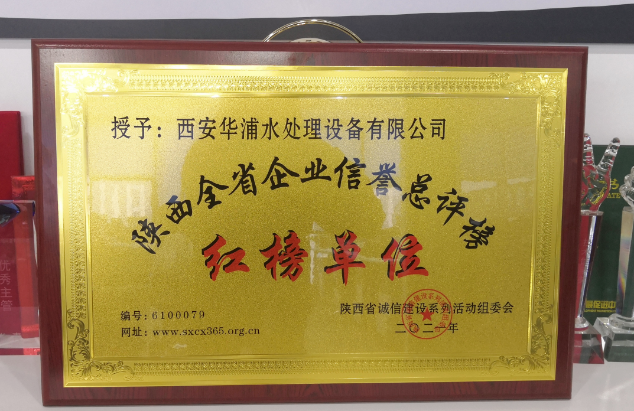 授予：西安华浦水处理设备有限公司
陕西全省企业信誉总评榜
红榜单位
编号：6100079
网址：www.sxcx365.org.cn
陕西省诚信建设系列活动组委会
二〇二一年